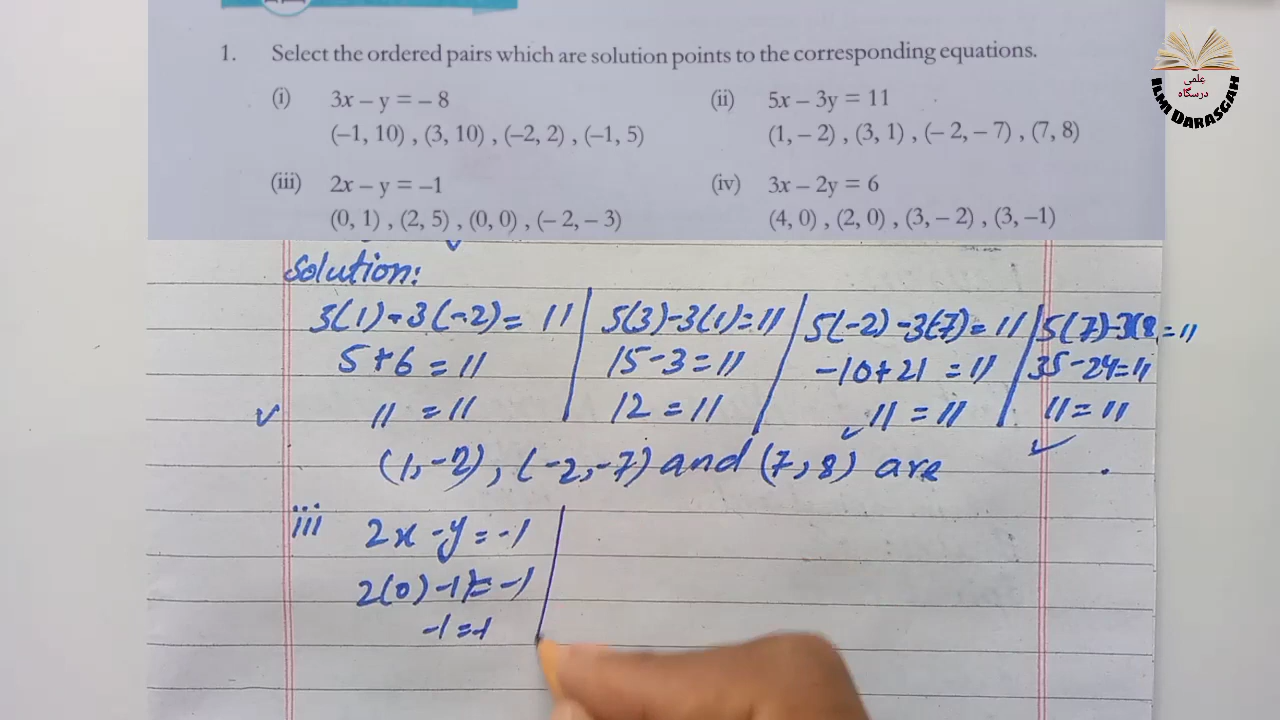 1. Select the ordered pairs which are solution points to the corresponding equations.
(i) 3x – y = – 8 (ii) 5x – 3y = 11
(–1, 10) , (3, 10) , (–2, 2) , (–1, 5) (1, – 2) , (3, 1) , (– 2, – 7) , (7, 8)
(iii) 2x – y = –1 (iv) 3x – 2y = 6
(0, 1) , (2, 5) , (0, 0) , (– 2, – 3) (4, 0) , (2, 0) , (3, – 2) , (3, –1)
علمی
درسگاہ
ILMI DARASGAH
Solution:
5(1)-3(-2)= 11 5(3)-3(1)=11 5(-2)-3(7)=11 5(7)-3(8=11
5+6=11 15-3=11 -10+21=11 35-24=11
✓ 11=11 12=11 ✓ 11=11 ✓ 11=11
(1,-2), (-2,-7) and (7,8) are .
iii 2x-y=-1
2(0)-1=-1
-1=-1